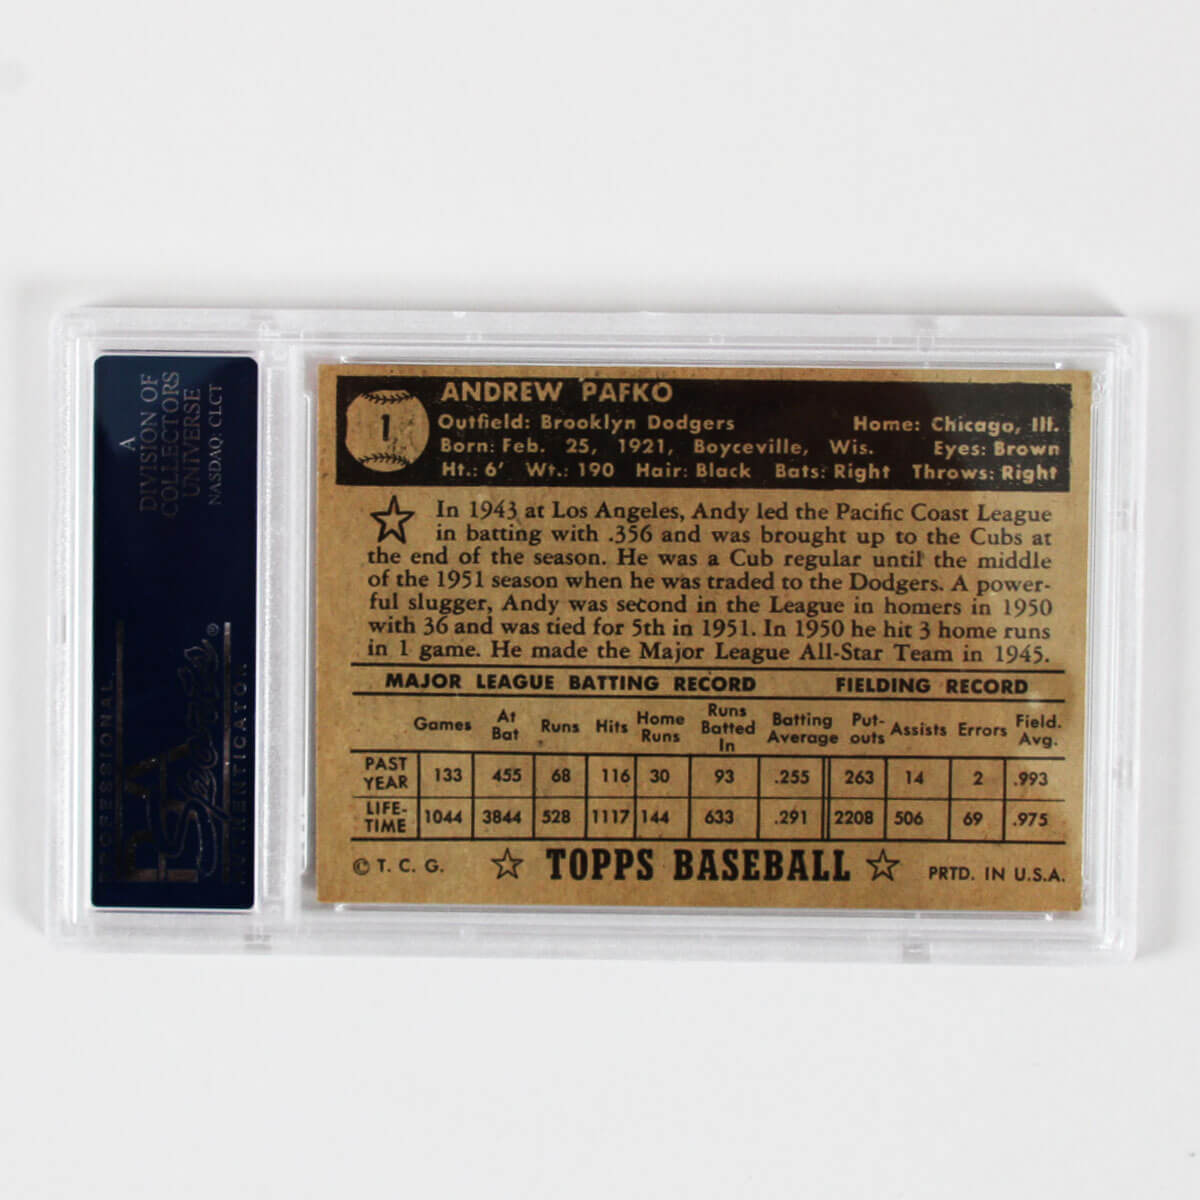 A
DIVISION OF
COLLECTORS
UNIVERSE
NASDAQ: CLCT
PROFESSIONAL
PSA
Sports®
AUTHENTICATOR
1
ANDREW PAFKO
Outfield: Brooklyn Dodgers Home: Chicago, Ill.
Born: Feb. 25, 1921, Boyceville, Wis. Eyes: Brown
Ht.: 6' Wt.: 190 Hair: Black Bats: Right Throws: Right
In 1943 at Los Angeles, Andy led the Pacific Coast League
in batting with .356 and was brought up to the Cubs at
the end of the season. He was a Cub regular until the middle
of the 1951 season when he was traded to the Dodgers. A power-
ful slugger, Andy was second in the League in homers in 1950
with 36 and was tied for 5th in 1951. In 1950 he hit 3 home runs
in 1 game. He made the Major League All-Star Team in 1945.
MAJOR LEAGUE BATTING RECORD FIELDING RECORD
Games At Bat Runs Hits Home Runs Runs Batted In Batting Average Put-outs Assists Errors Field. Avg.
PAST YEAR 133 455 68 116 30 93 .255 263 14 2 .993
LIFE-TIME 1044 3844 528 1117 144 633 .291 2208 506 69 .975
© T. C. G. TOPPS BASEBALL PRTD. IN U.S.A.